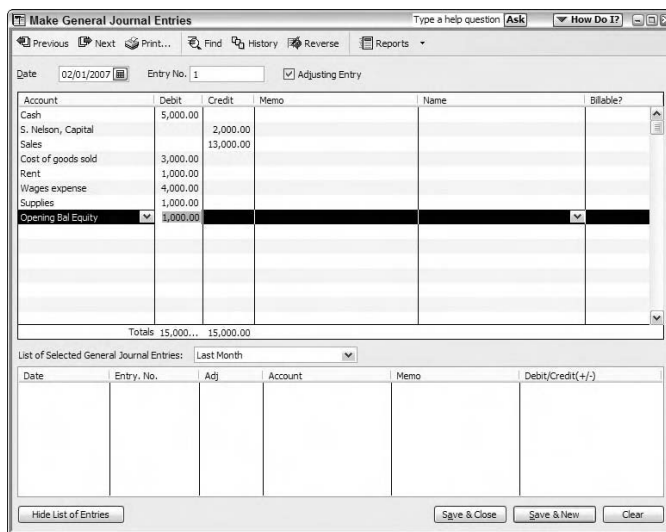 Make General Journal Entries Type a help question Ask How Do I?
Previous Next Print... Find History Reverse Reports
Date 02/01/2007 Entry No. 1 Adjusting Entry
Account Debit Credit Memo Name Billable?
Cash 5,000.00
S. Nelson, Capital 2,000.00
Sales 13,000.00
Cost of goods sold 3,000.00
Rent 1,000.00
Wages expense 4,000.00
Supplies 1,000.00
Opening Bal Equity 1,000.00
Totals 15,000... 15,000.00
List of Selected General Journal Entries: Last Month
Date Entry. No. Adj Account Memo Debit/Credit(+/-)
Hide List of Entries Save & Close Save & New Clear